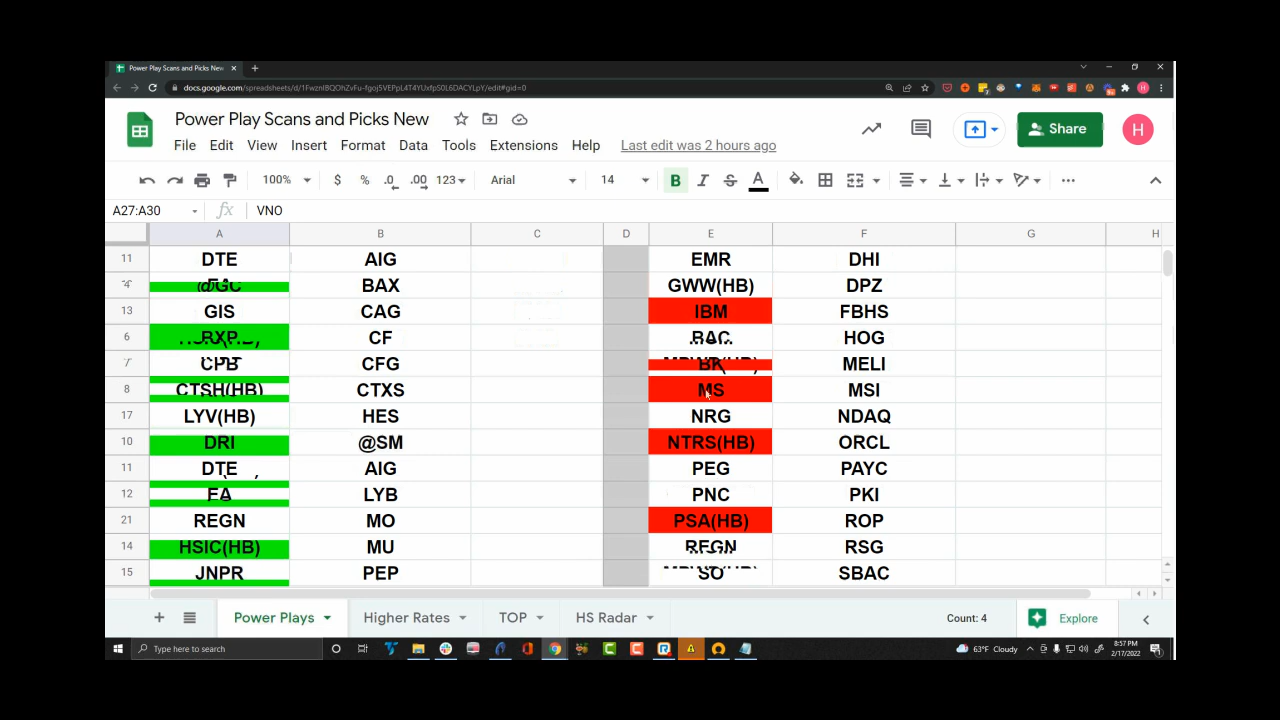 Power Play Scans and Picks New
docs.google.com/spreadsheets/d/
Power Play Scans and Picks New
Share
H
File Edit View Insert Format Data Tools Extensions Help Last edit was 2 hours ago
100% $ % .0 .00 123 Arial 14 B I A
A27:A30 fx VNO
A B C D E F G H
11 DTE AIG EMR DHI
BAX GWW(HB) DPZ
13 GIS CAG IBM FBHS
6 CF HOG
7 CFG BK MELI
8 CTSH(HB) CTXS MS MSI
17 LYV(HB) HES NRG NDAQ
10 DRI @SM NTRS(HB) ORCL
11 DTE AIG PEG PAYC
12 EA LYB PNC PKI
21 REGN MO PSA(HB) ROP
14 HSIC(HB) MU REGN RSG
15 JNPR PEP SO SBAC
Power Plays Higher Rates TOP HS Radar Count: 4 Explore
Type here to search 63°F Cloudy 8:57 PM
2/17/2022